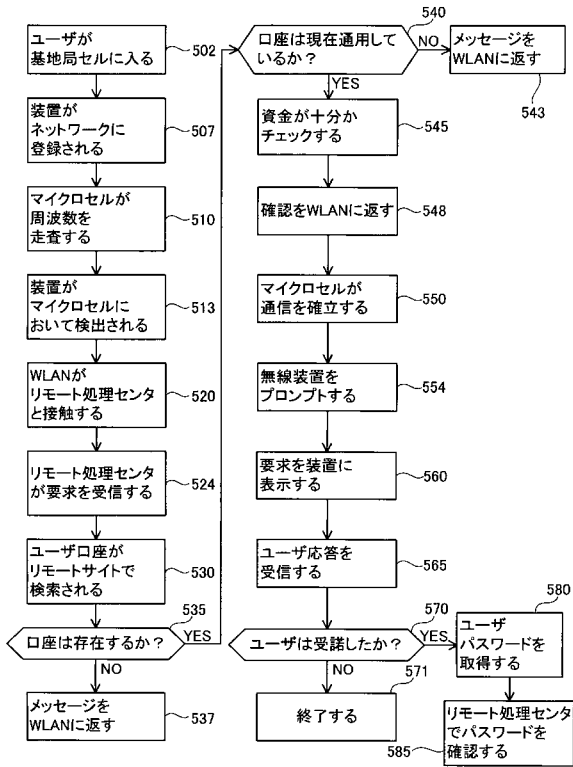 ユーザが
基地局セルに入る
502
装置が
ネットワークに
登録される
507
マイクロセルが
周波数を
走査する
510
装置が
マイクロセルに
おいて検出される
513
WLANが
リモート処理センタ
と接触する
520
リモート処理センタ
が要求を受信する
524
ユーザ口座が
リモートサイトで
検索される
530
535
口座は存在するか?
YES
NO
メッセージを
WLANに返す
537
540
口座は現在通用して
いるか?
NO
YES
メッセージを
WLANに返す
543
資金が十分か
チェックする
545
確認をWLANに返す
548
マイクロセルが
通信を確立する
550
無線装置を
プロンプトする
554
要求を装置に
表示する
560
ユーザ応答を
受信する
565
570
ユーザは受諾したか?
YES
NO
571
終了する
580
ユーザ
パスワードを
取得する
リモート処理センタ
でパスワードを
確認する
585